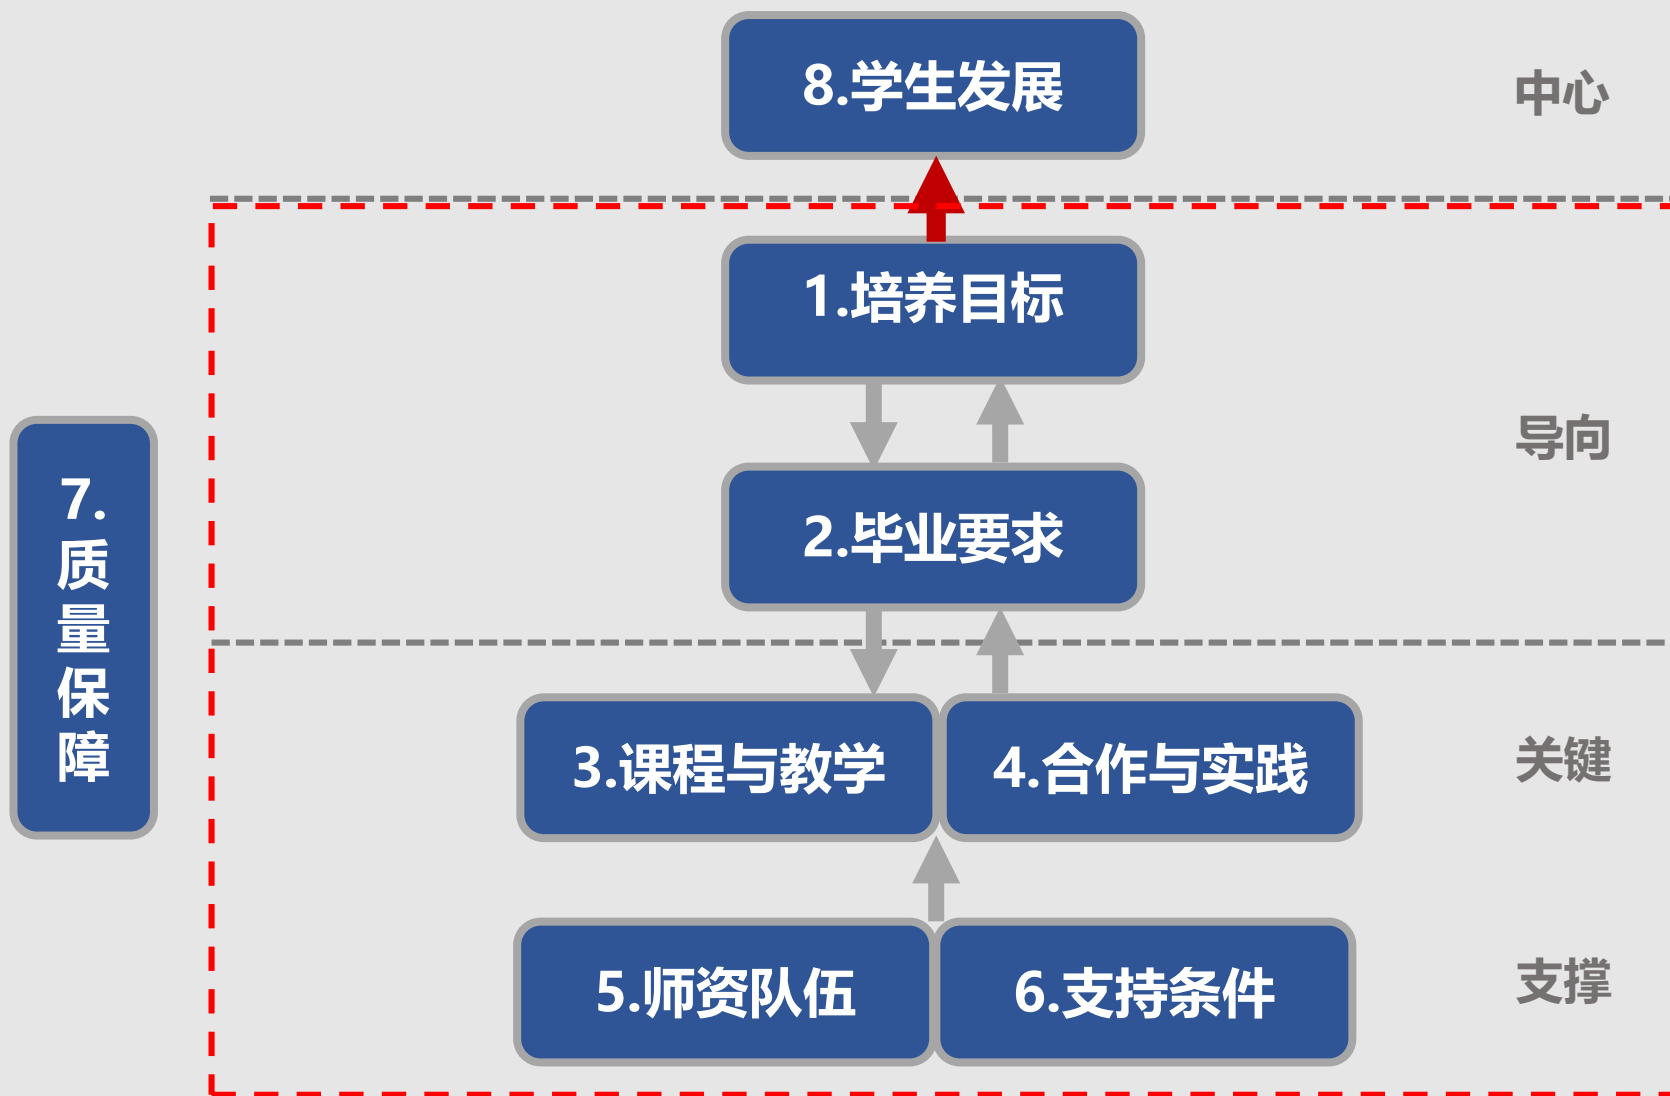 8.学生发展
中心
1.培养目标
导向
2.毕业要求
7.
质
量
保
障
3.课程与教学
4.合作与实践
关键
5.师资队伍
6.支持条件
支撑